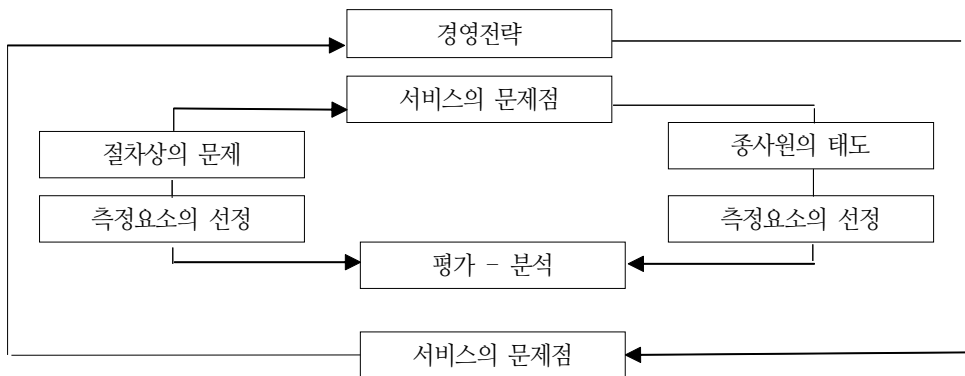 경영전략
서비스의 문제점
절차상의 문제
종사원의 태도
측정요소의 선정
측정요소의 선정
평가 - 분석
서비스의 문제점